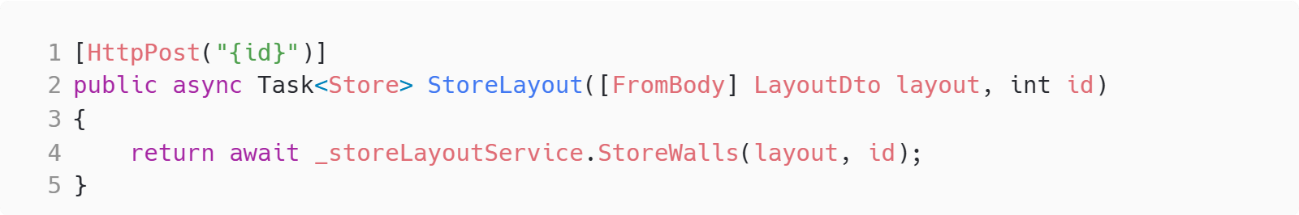 1 [HttpPost("{id}")]
2 public async Task<Store> StoreLayout([FromBody] LayoutDto layout, int id)
3 {
4     return await _storeLayoutService.StoreWalls(layout, id);
5 }